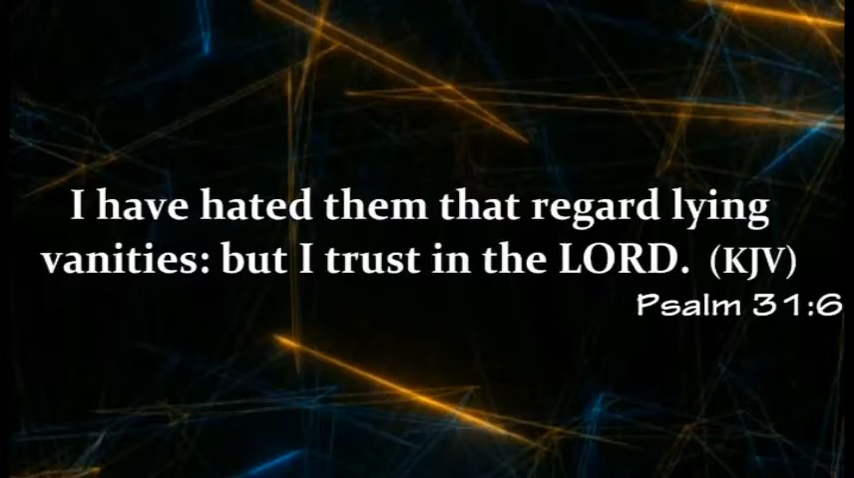 I have hated them that regard lying
vanities: but I trust in the LORD. (KJV)
Psalm 31:6